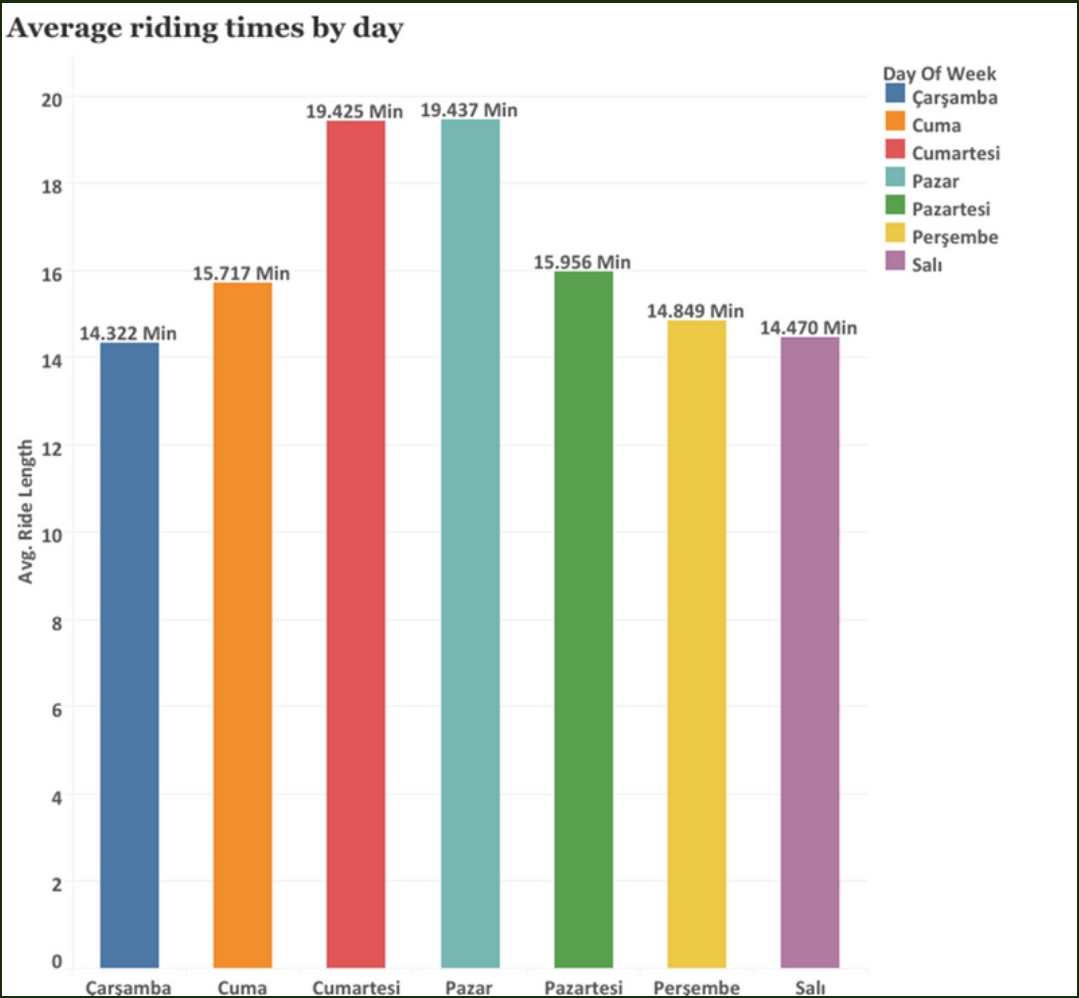 Average riding times by day
Day Of Week
Çarşamba
Cuma
Cumartesi
Pazar
Pazartesi
Perşembe
Salı
Avg. Ride Length
20
18
16
14
12
10
8
6
4
2
0
14.322 Min
15.717 Min
19.425 Min
19.437 Min
15.956 Min
14.849 Min
14.470 Min
Çarşamba
Cuma
Cumartesi
Pazar
Pazartesi
Perşembe
Salı